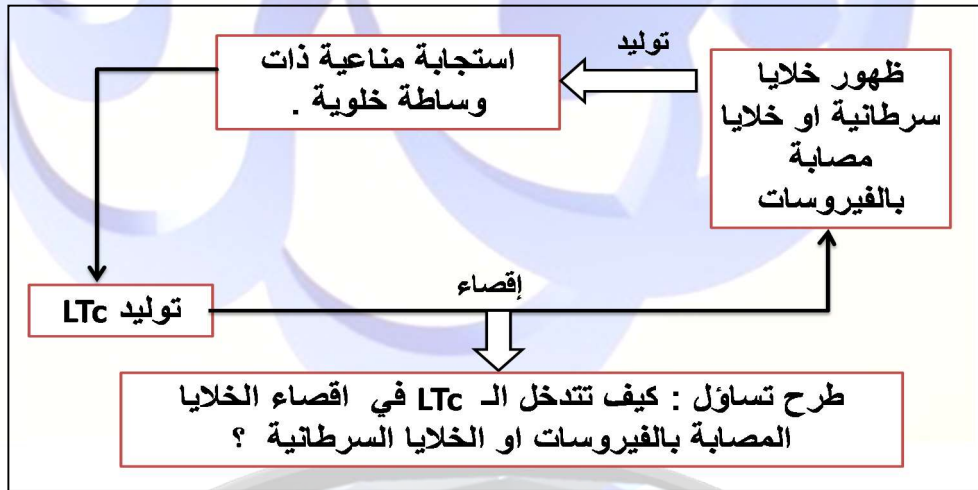 توليد
ظهور خلايا
سرطانية او خلايا
مصابة
بالفيروسات
استجابة مناعية ذات
وساطة خلوية .
إقصاء
توليد LTc
طرح تساؤل : كيف تتدخل الـ LTc في اقصاء الخلايا
المصابة بالفيروسات او الخلايا السرطانية ؟